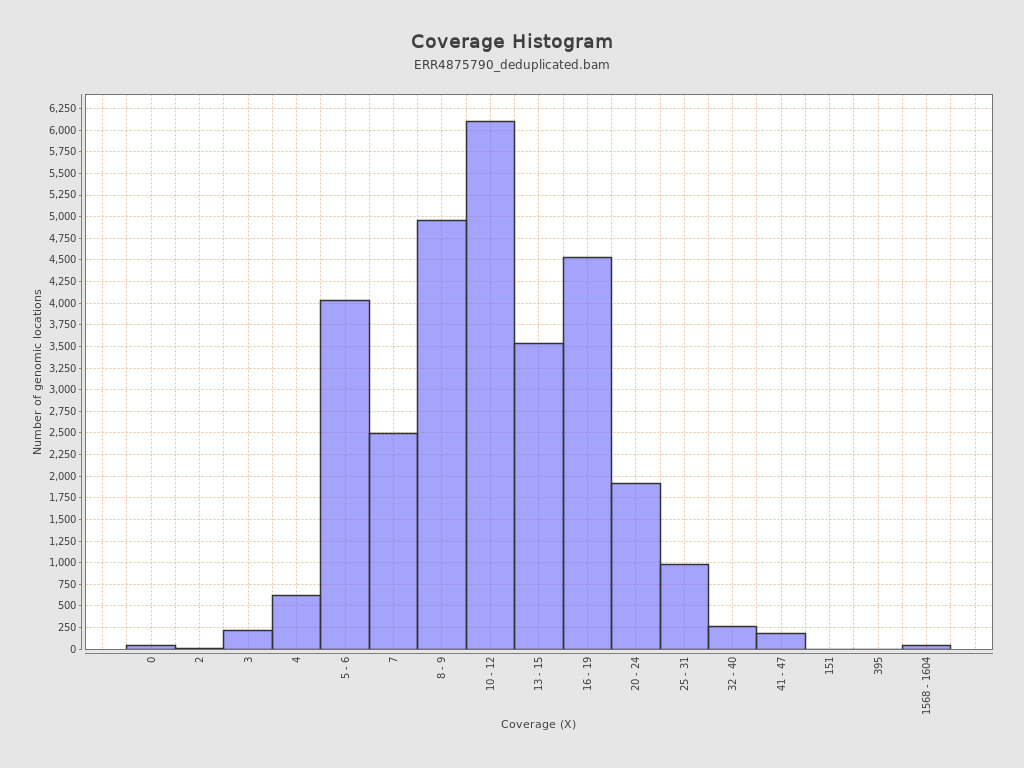 Coverage Histogram
ERR4875790_deduplicated.bam
Number of genomic locations
6,250
6,000
5,750
5,500
5,250
5,000
4,750
4,500
4,250
4,000
3,750
3,500
3,250
3,000
2,750
2,500
2,250
2,000
1,750
1,500
1,250
1,000
750
500
250
0
0
2
3
4
5 - 6
7
8 - 9
10 - 12
13 - 15
16 - 19
20 - 24
25 - 31
32 - 40
41 - 47
151
395
1568 - 1604
Coverage (X)